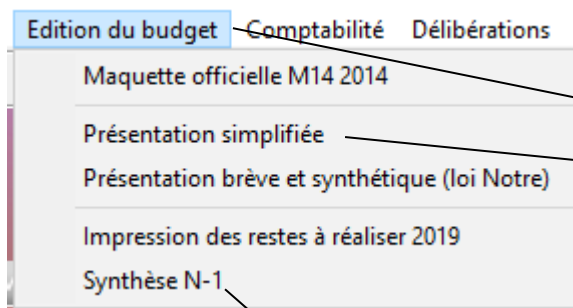 Edition du budget Comptabilité Délibérations
Maquette officielle M14 2014
Présentation simplifiée
Présentation brève et synthétique (loi Notre)
Impression des restes à réaliser 2019
Synthèse N-1